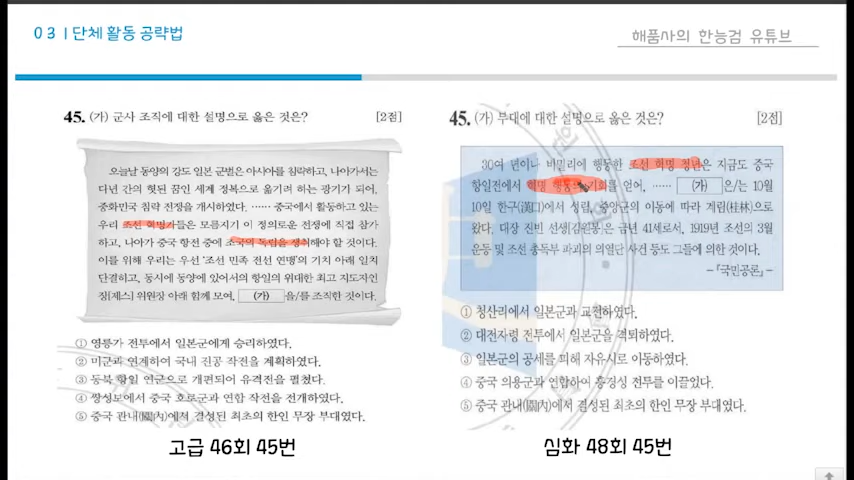 03 | 단체 활동 공략법
해품사의 한능검 유튜브
45. (가) 군사 조직에 대한 설명으로 옳은 것은? [2점]
오늘날 동양의 강도 일본 군벌은 아시아를 침략하고, 나아가서는
다년 간의 헛된 꿈인 세계 정복으로 옮기려 하는 광기가 되어,
중화민국 침략 전쟁을 개시하였다. …… 중국에서 활동하고 있는
우리 조선 혁명가들은 모름지기 이 정의로운 전쟁에 직접 참가
하고, 나아가 중국 항전 중에 조국의 독립을 쟁취해야 할 것이다.
이를 위해 우리는 우선 '조선 민족 전선 연맹'의 기치 아래 일치
단결하고, 동시에 동양에 있어서의 항일의 위대한 최고 지도자인
장[제스] 위원장 아래 함께 모여, (가) 을/를 조직한 것이다.
① 영릉가 전투에서 일본군에게 승리하였다.
② 미군과 연계하여 국내 진공 작전을 계획하였다.
③ 동북 항일 연군으로 개편되어 유격전을 펼쳤다.
④ 쌍성보에서 중국 호로군과 연합 작전을 전개하였다.
⑤ 중국 관내(關內)에서 결성된 최초의 한인 무장 부대였다.
고급 46회 45번
45. (가) 부대에 대한 설명으로 옳은 것은? [2점]
30여 년이나 비밀리에 행동한 조선 혁명 청년은 지금도 중국
항일전에서 혁명 행동의 기회를 얻어, …… (가) 은/는 10월
10일 한구(漢口)에서 성립, 중앙군의 이동에 따라 계림(桂林)으로
왔다. 대장 진빈 선생[김원봉]은 금년 41세로서, 1919년 조선의 3월
운동 및 조선 총독부 파괴의 의열단 사건 등도 그들에 의한 것이다.
- 『국민공론』 -
① 청산리에서 일본군과 교전하였다.
② 대전자령 전투에서 일본군을 격퇴하였다.
③ 일본군의 공세를 피해 자유시로 이동하였다.
④ 중국 의용군과 연합하여 흥경성 전투를 이끌었다.
⑤ 중국 관내(關內)에서 결성된 최초의 한인 무장 부대였다.
심화 48회 45번